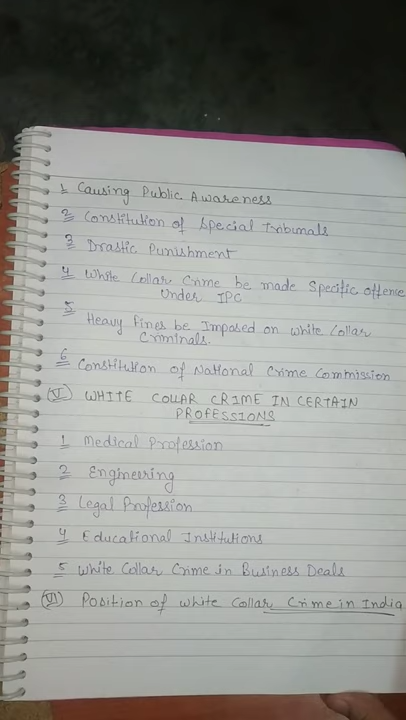 1 Causing Public Awareness
2 Constitution of Special Tribunals
3 Drastic Punishment
4 White Collar Crime be made Specific offence
Under IPC
5 Heavy Fines be Imposed on White Collar
Criminals.
6 Constitution of National Crime Commission
(V) WHITE COLLAR CRIME IN CERTAIN
PROFESSIONS
1 Medical Profession
2 Engineering
3 Legal Profession
4 Educational Institutions
5 White Collar Crime in Business Deals
(VI) Position of White Collar Crime in India